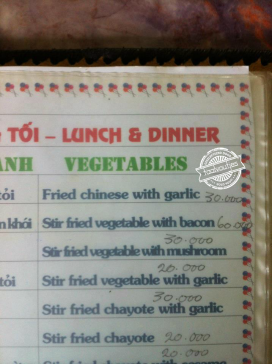 TỐI – LUNCH & DINNER
ANH VEGETABLES
tỏi Fried chinese with garlic 30.000
n khói Stir fried vegetable with bacon 60.000
30.000
Stir fried vegetable with mushroom
20.000
tỏi Stir fried vegetable with garlic
30.000
Stir fried chayote with garlic
Stir fried chayote 20.000
20.000